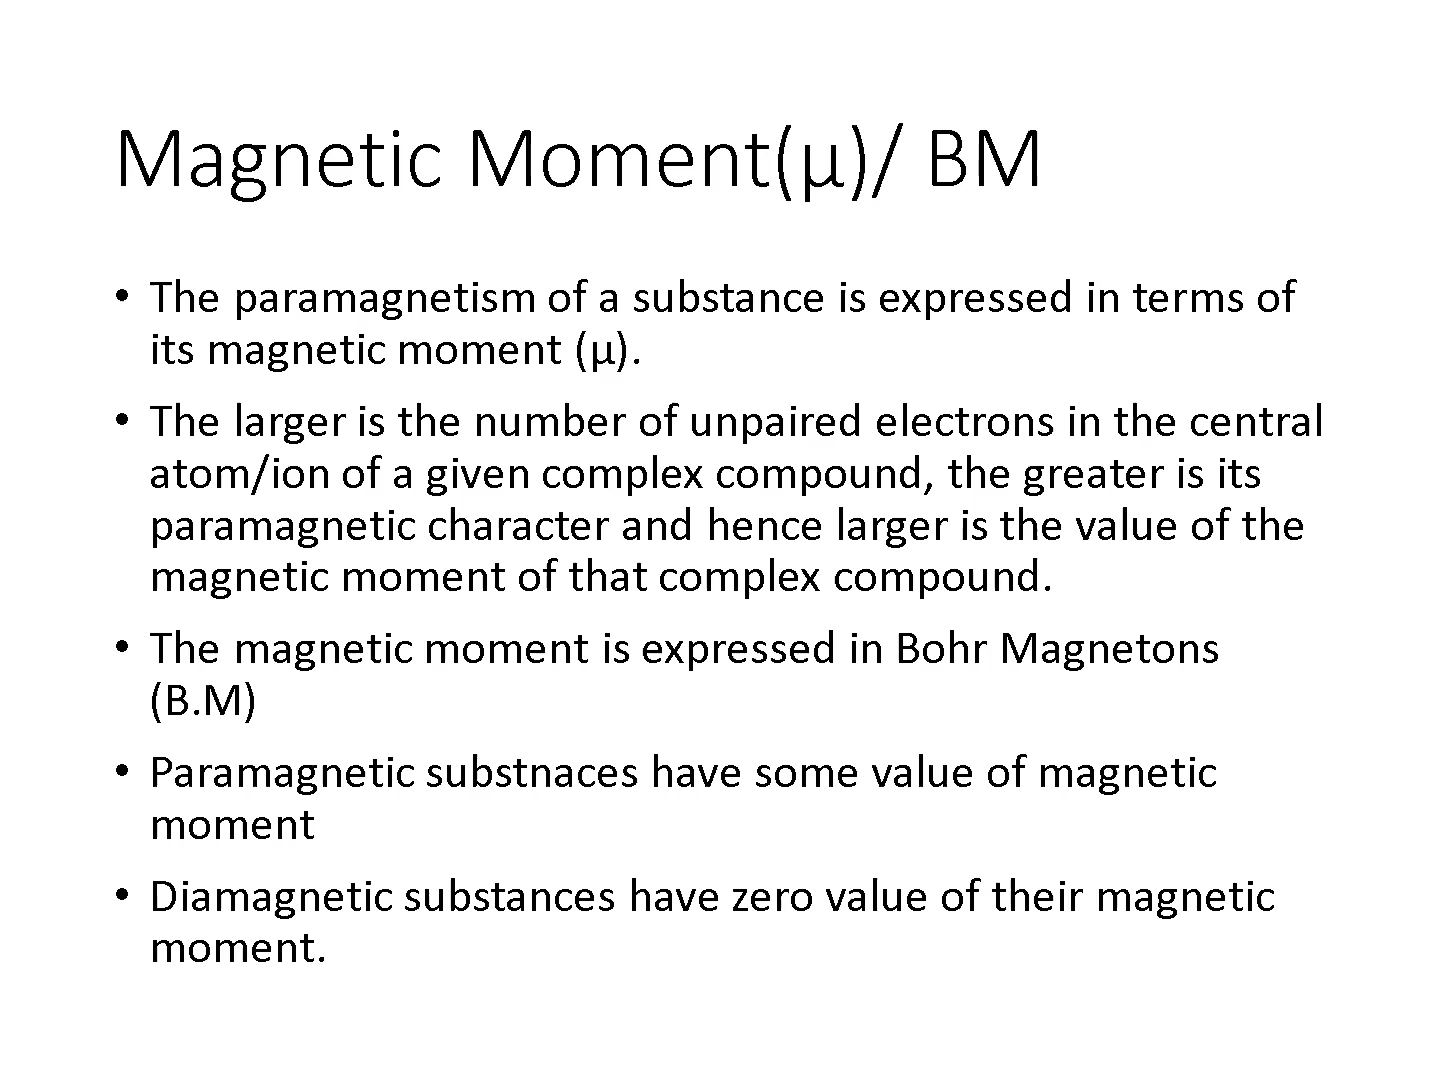 Magnetic Moment(μ)/ BM
• The paramagnetism of a substance is expressed in terms of
its magnetic moment (μ).
• The larger is the number of unpaired electrons in the central
atom/ion of a given complex compound, the greater is its
paramagnetic character and hence larger is the value of the
magnetic moment of that complex compound.
• The magnetic moment is expressed in Bohr Magnetons
(B.M)
• Paramagnetic substnaces have some value of magnetic
moment
• Diamagnetic substances have zero value of their magnetic
moment.